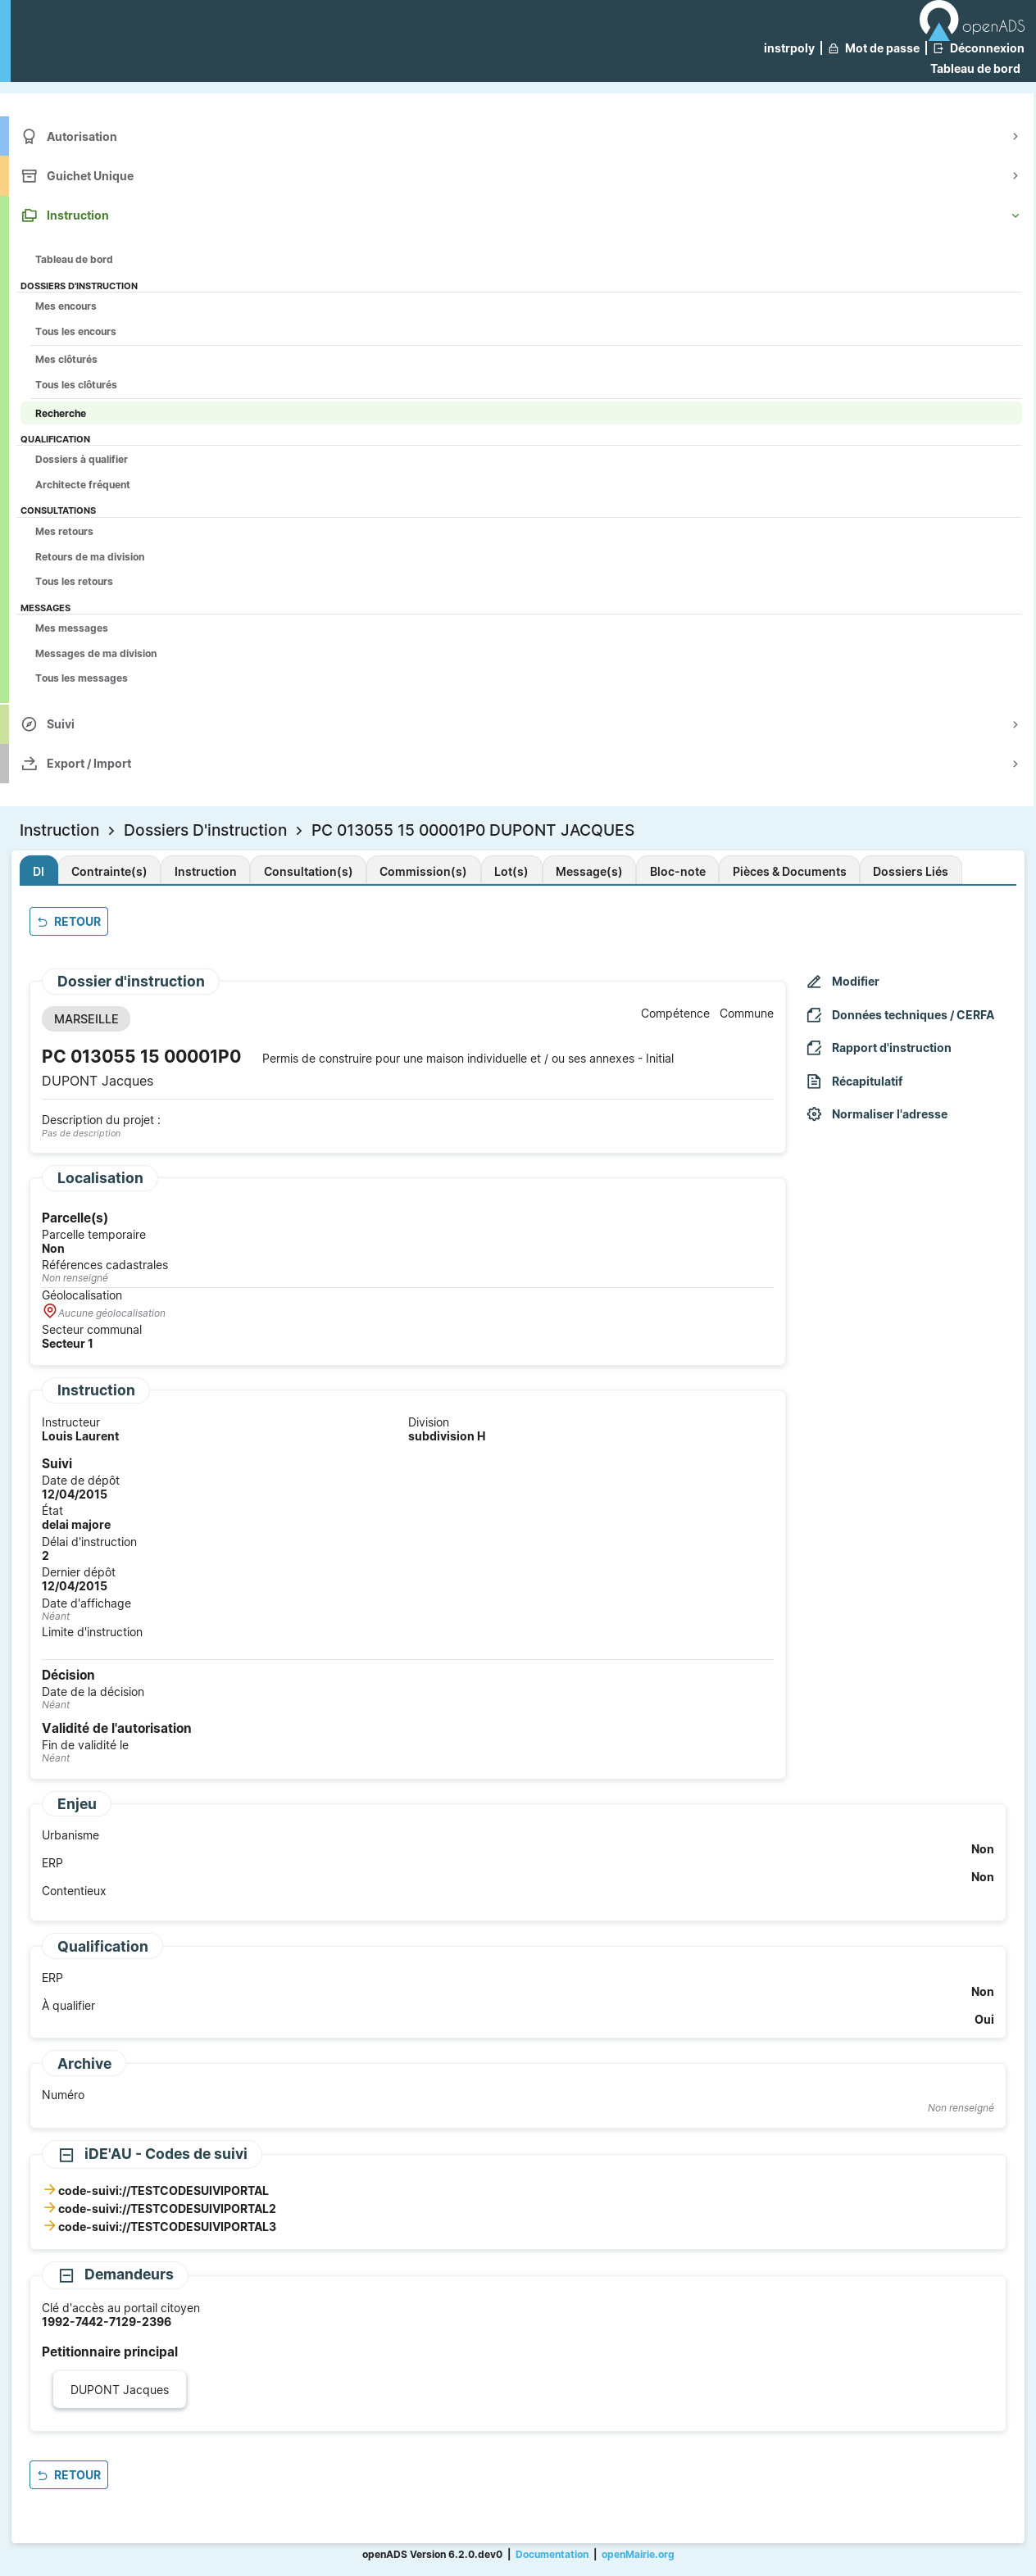 openADS
instrpoly | Mot de passe | Déconnexion
Tableau de bord
Autorisation
Guichet Unique
Instruction
Tableau de bord
DOSSIERS D'INSTRUCTION
Mes encours
Tous les encours
Mes clôturés
Tous les clôturés
Recherche
QUALIFICATION
Dossiers à qualifier
Architecte fréquent
CONSULTATIONS
Mes retours
Retours de ma division
Tous les retours
MESSAGES
Mes messages
Messages de ma division
Tous les messages
Suivi
Export / Import
Instruction > Dossiers D'instruction > PC 013055 15 00001P0 DUPONT JACQUES
DI Contrainte(s) Instruction Consultation(s) Commission(s) Lot(s) Message(s) Bloc-note Pièces & Documents Dossiers Liés
RETOUR
Dossier d'instruction
MARSEILLE
Compétence Commune
PC 013055 15 00001P0 Permis de construire pour une maison individuelle et / ou ses annexes - Initial
DUPONT Jacques
Description du projet :
Pas de description
Modifier
Données techniques / CERFA
Rapport d'instruction
Récapitulatif
Normaliser l'adresse
Localisation
Parcelle(s)
Parcelle temporaire
Non
Références cadastrales
Non renseigné
Géolocalisation
Aucune géolocalisation
Secteur communal
Secteur 1
Instruction
Instructeur Division
Louis Laurent subdivision H
Suivi
Date de dépôt
12/04/2015
État
delai majore
Délai d'instruction
2
Dernier dépôt
12/04/2015
Date d'affichage
Néant
Limite d'instruction
Décision
Date de la décision
Néant
Validité de l'autorisation
Fin de validité le
Néant
Enjeu
Urbanisme
Non
ERP
Non
Contentieux
Qualification
ERP
Non
À qualifier
Oui
Archive
Numéro
Non renseigné
iDE'AU - Codes de suivi
code-suivi://TESTCODESUIVIPORTAL
code-suivi://TESTCODESUIVIPORTAL2
code-suivi://TESTCODESUIVIPORTAL3
Demandeurs
Clé d'accès au portail citoyen
1992-7442-7129-2396
Petitionnaire principal
DUPONT Jacques
RETOUR
openADS Version 6.2.0.dev0 | Documentation | openMairie.org